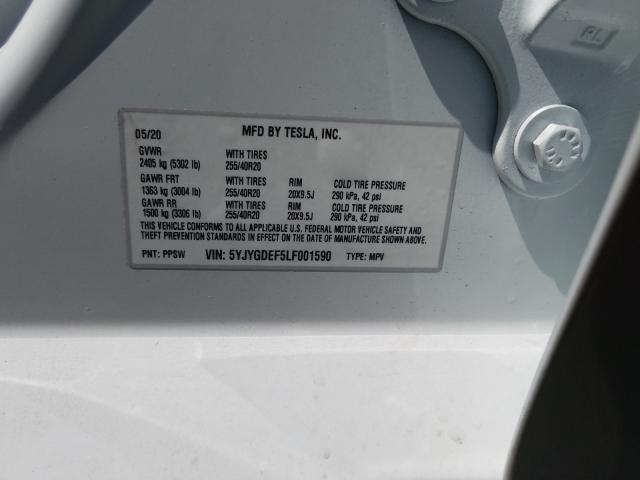 RL
05/20 MFD BY TESLA, INC.
GVWR WITH TIRES
2405 kg (5302 lb) 255/40R20
GAWR FRT WITH TIRES RIM COLD TIRE PRESSURE
1363 kg (3004 lb) 255/40R20 20X9.5J 290 kPa, 42 psi
GAWR RR WITH TIRES RIM COLD TIRE PRESSURE
1500 kg (3306 lb) 255/40R20 20X9.5J 290 kPa, 42 psi
THIS VEHICLE CONFORMS TO ALL APPLICABLE U.S. FEDERAL MOTOR VEHICLE SAFETY AND
THEFT PREVENTION STANDARDS IN EFFECT ON THE DATE OF MANUFACTURE SHOWN ABOVE.
PNT: PPSW VIN: 5YJYGDEF5LF001590 TYPE: MPV